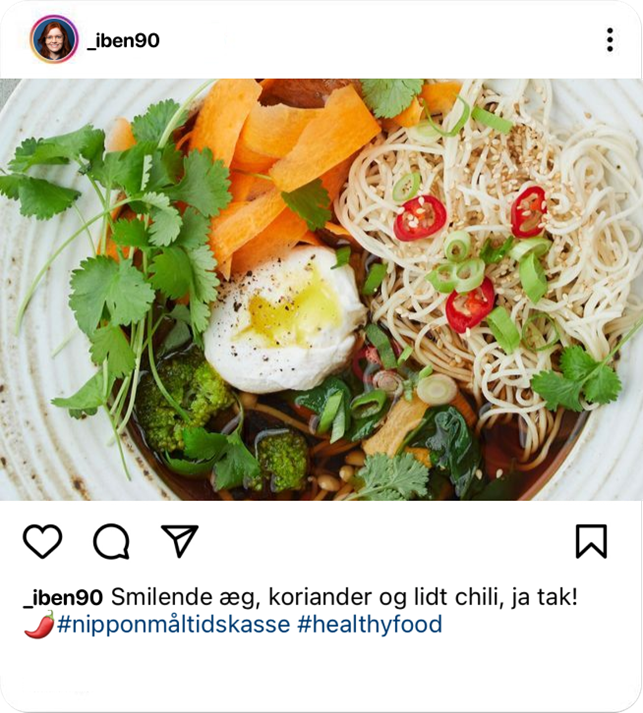 _iben90
_iben90 Smilende æg, koriander og lidt chili, ja tak!
🌶️#nipponmåltidskasse #healthyfood